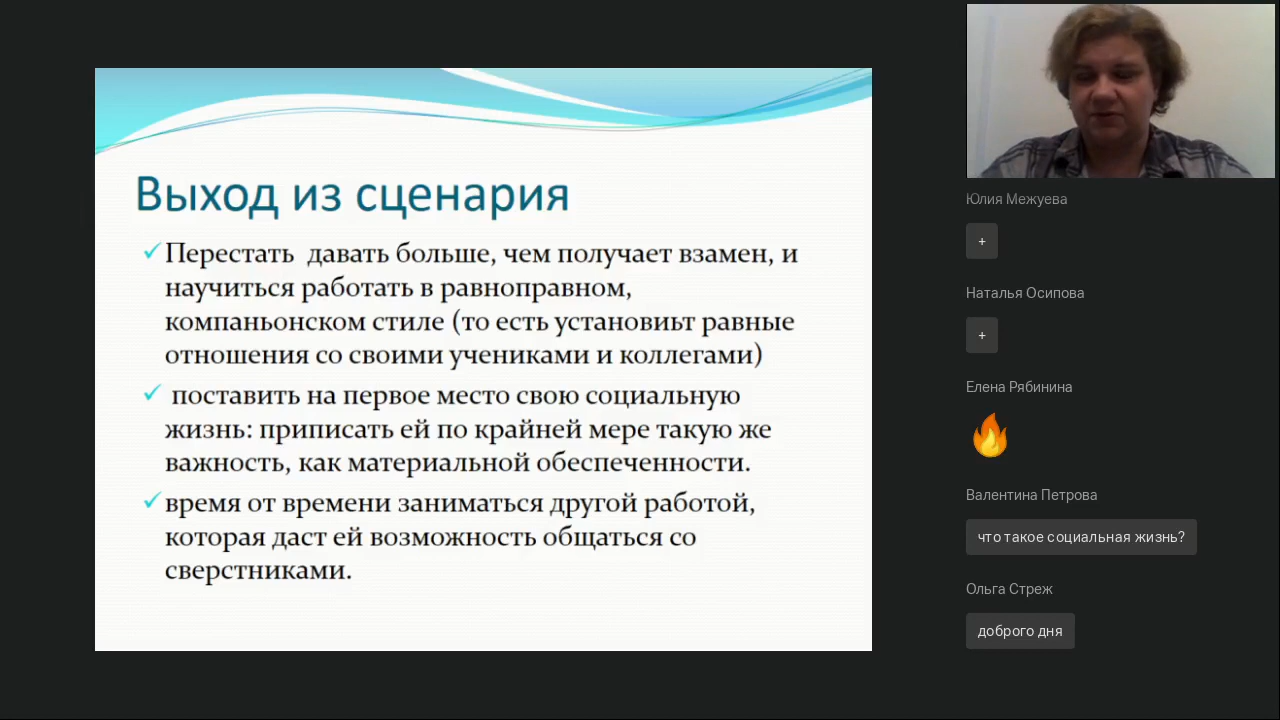 Выход из сценария
✓Перестать  давать больше, чем получает взамен, и
научиться работать в равноправном,
компаньонском стиле (то есть установиьт равные
отношения со своими учениками и коллегами)
✓ поставить на первое место свою социальную
жизнь: приписать ей по крайней мере такую же
важность, как материальной обеспеченности.
✓время от времени заниматься другой работой,
которая даст ей возможность общаться со
сверстниками.
Юлия Межуева
+
Наталья Осипова
+
Елена Рябинина
🔥
Валентина Петрова
что такое социальная жизнь?
Ольга Стреж
доброго дня